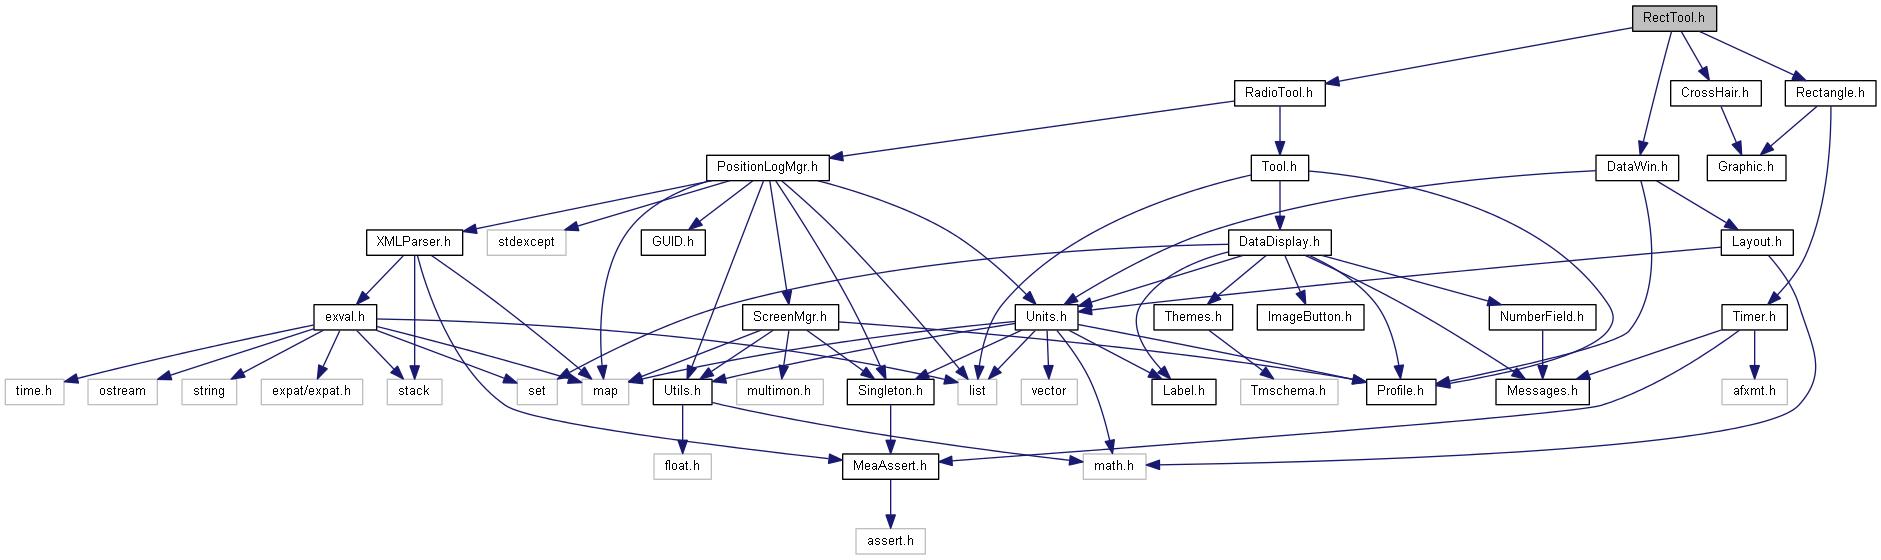 RectTool.h
RadioTool.h
CrossHair.h
Rectangle.h
PositionLogMgr.h
Tool.h
DataWin.h
Graphic.h
XMLParser.h
stdexcept
GUID.h
DataDisplay.h
Layout.h
exval.h
ScreenMgr.h
Units.h
Themes.h
ImageButton.h
NumberField.h
Timer.h
time.h
ostream
string
expat/expat.h
stack
set
map
Utils.h
multimon.h
Singleton.h
list
vector
Label.h
Tmschema.h
Profile.h
Messages.h
afxmt.h
float.h
MeaAssert.h
math.h
assert.h